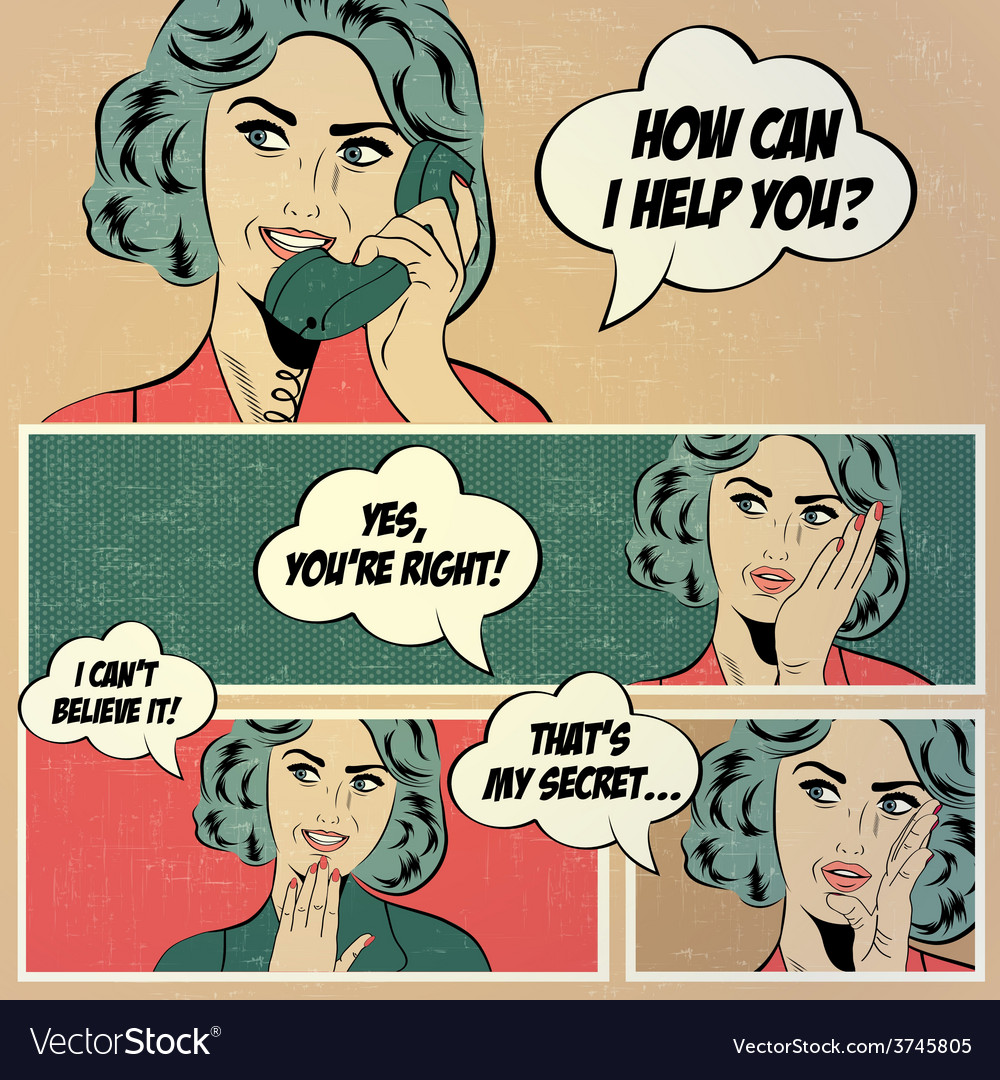 HOW CAN
I HELP YOU?
YES,
YOU'RE RIGHT!
I CAN'T
BELIEVE IT!
THAT'S
MY SECRET...
VectorStock®
VectorStock.com/3745805